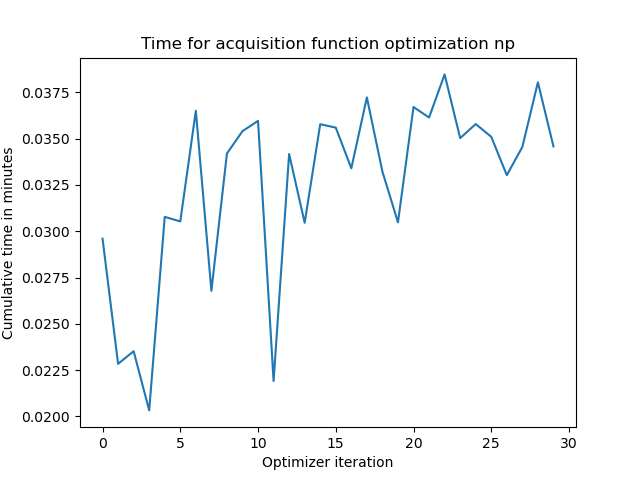 Time for acquisition function optimization np
Cumulative time in minutes
0.0375
0.0350
0.0325
0.0300
0.0275
0.0250
0.0225
0.0200
0 5 10 15 20 25 30
Optimizer iteration